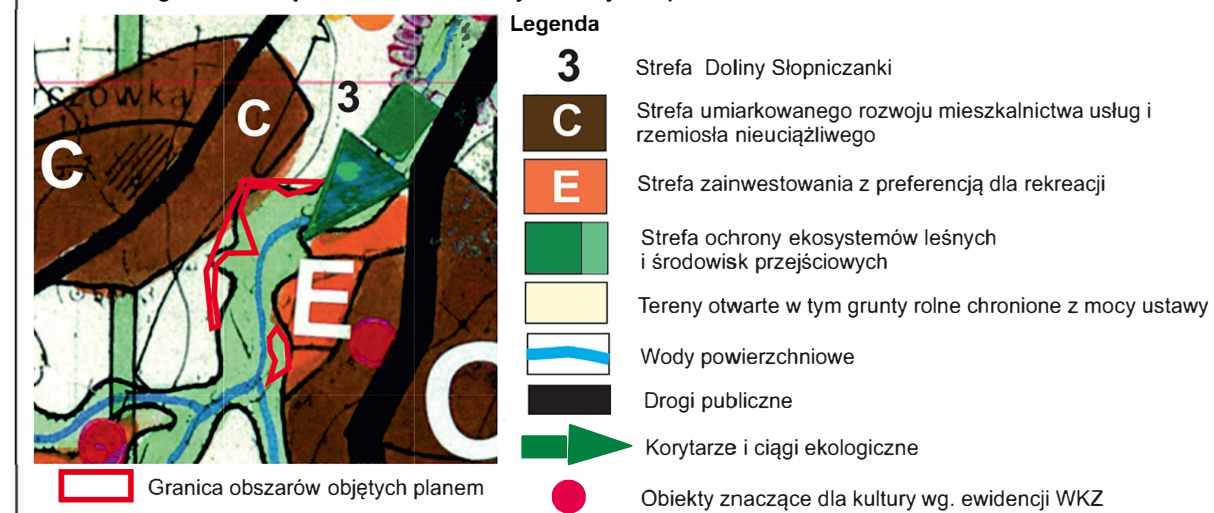 Legenda
3
Strefa Doliny Słopniczanki
C
Strefa umiarkowanego rozwoju mieszkalnictwa usług i
rzemiosła nieuciążliwego
E
Strefa zainwestowania z preferencją dla rekreacji
Strefa ochrony ekosystemów leśnych
i środowisk przejściowych
Tereny otwarte w tym grunty rolne chronione z mocy ustawy
Wody powierzchniowe
Drogi publiczne
Korytarze i ciągi ekologiczne
Obiekty znaczące dla kultury wg. ewidencji WKZ
3
C
C
E
C
Granica obszarów objętych planem